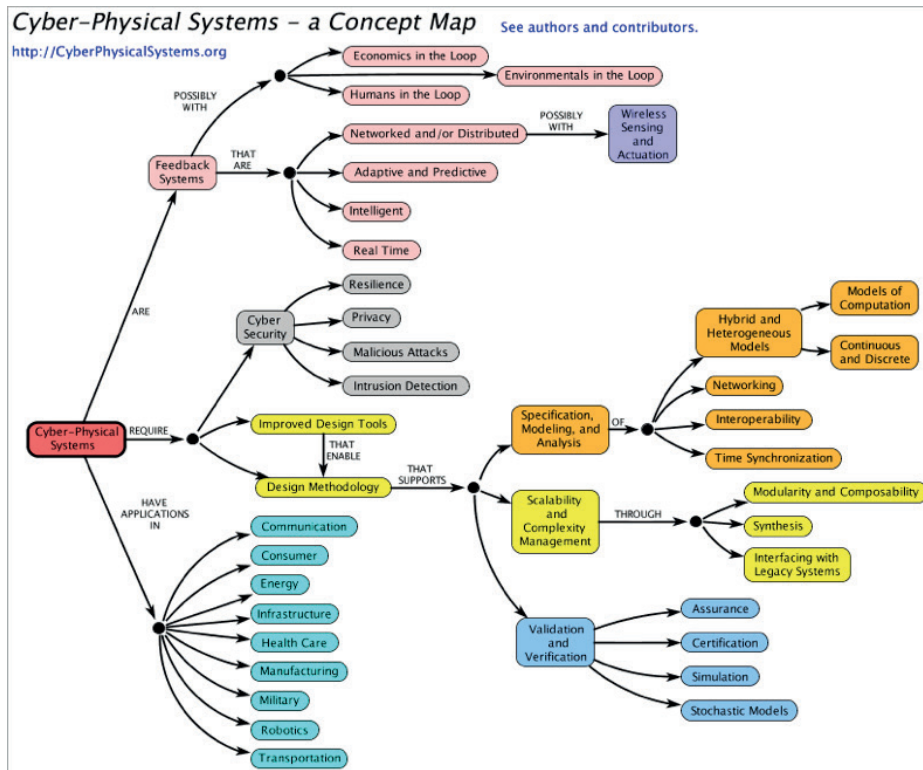 Cyber-Physical Systems – a Concept Map
See authors and contributors.
http://CyberPhysicalSystems.org
Economics in the Loop
Environmentals in the Loop
Humans in the Loop
POSSIBLY
WITH
Networked and/or Distributed
POSSIBLY
WITH
Wireless
Sensing
and
Actuation
Feedback
Systems
THAT
ARE
Adaptive and Predictive
Intelligent
Real Time
ARE
Resilience
Cyber
Security
Privacy
Malicious Attacks
Intrusion Detection
Hybrid and
Heterogeneous
Models
Models of
Computation
Continuous
and Discrete
Networking
Interoperability
Time Synchronization
Specification,
Modeling, and
Analysis
OF
Cyber-Physical
Systems
REQUIRE
Improved Design Tools
THAT
ENABLE
Design Methodology
THAT
SUPPORTS
Scalability
and
Complexity
Management
THROUGH
Modularity and Composability
Synthesis
Interfacing with
Legacy Systems
HAVE
APPLICATIONS
IN
Communication
Consumer
Energy
Infrastructure
Health Care
Manufacturing
Military
Robotics
Transportation
Validation
and
Verification
Assurance
Certification
Simulation
Stochastic Models